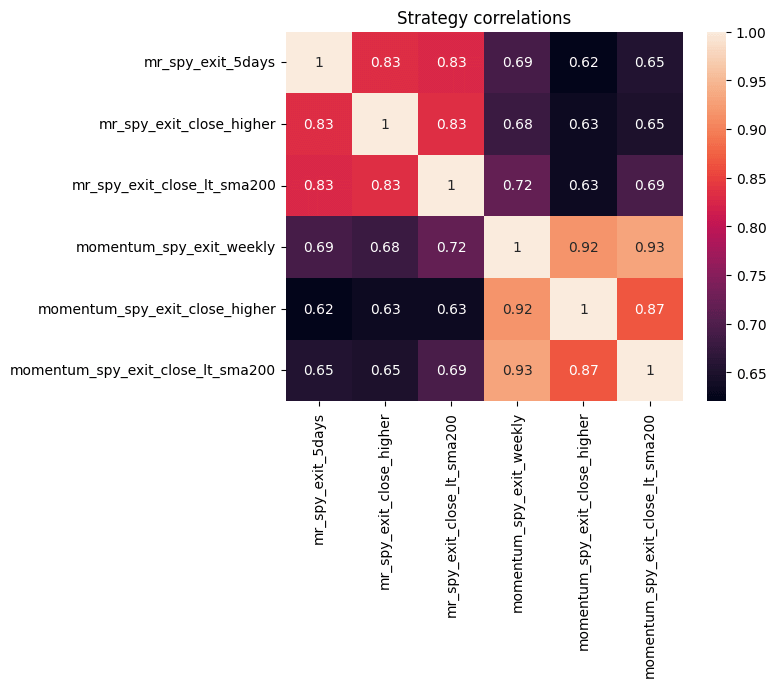 Strategy correlations
mr_spy_exit_5days
1 0.83 0.83 0.69 0.62 0.65
mr_spy_exit_close_higher
0.83 1 0.83 0.68 0.63 0.65
mr_spy_exit_close_lt_sma200
0.83 0.83 1 0.72 0.63 0.69
momentum_spy_exit_weekly
0.69 0.68 0.72 1 0.92 0.93
momentum_spy_exit_close_higher
0.62 0.63 0.63 0.92 1 0.87
momentum_spy_exit_close_lt_sma200
0.65 0.65 0.69 0.93 0.87 1
mr_spy_exit_5days
mr_spy_exit_close_higher
mr_spy_exit_close_lt_sma200
momentum_spy_exit_weekly
momentum_spy_exit_close_higher
momentum_spy_exit_close_lt_sma200
1.00
0.95
0.90
0.85
0.80
0.75
0.70
0.65